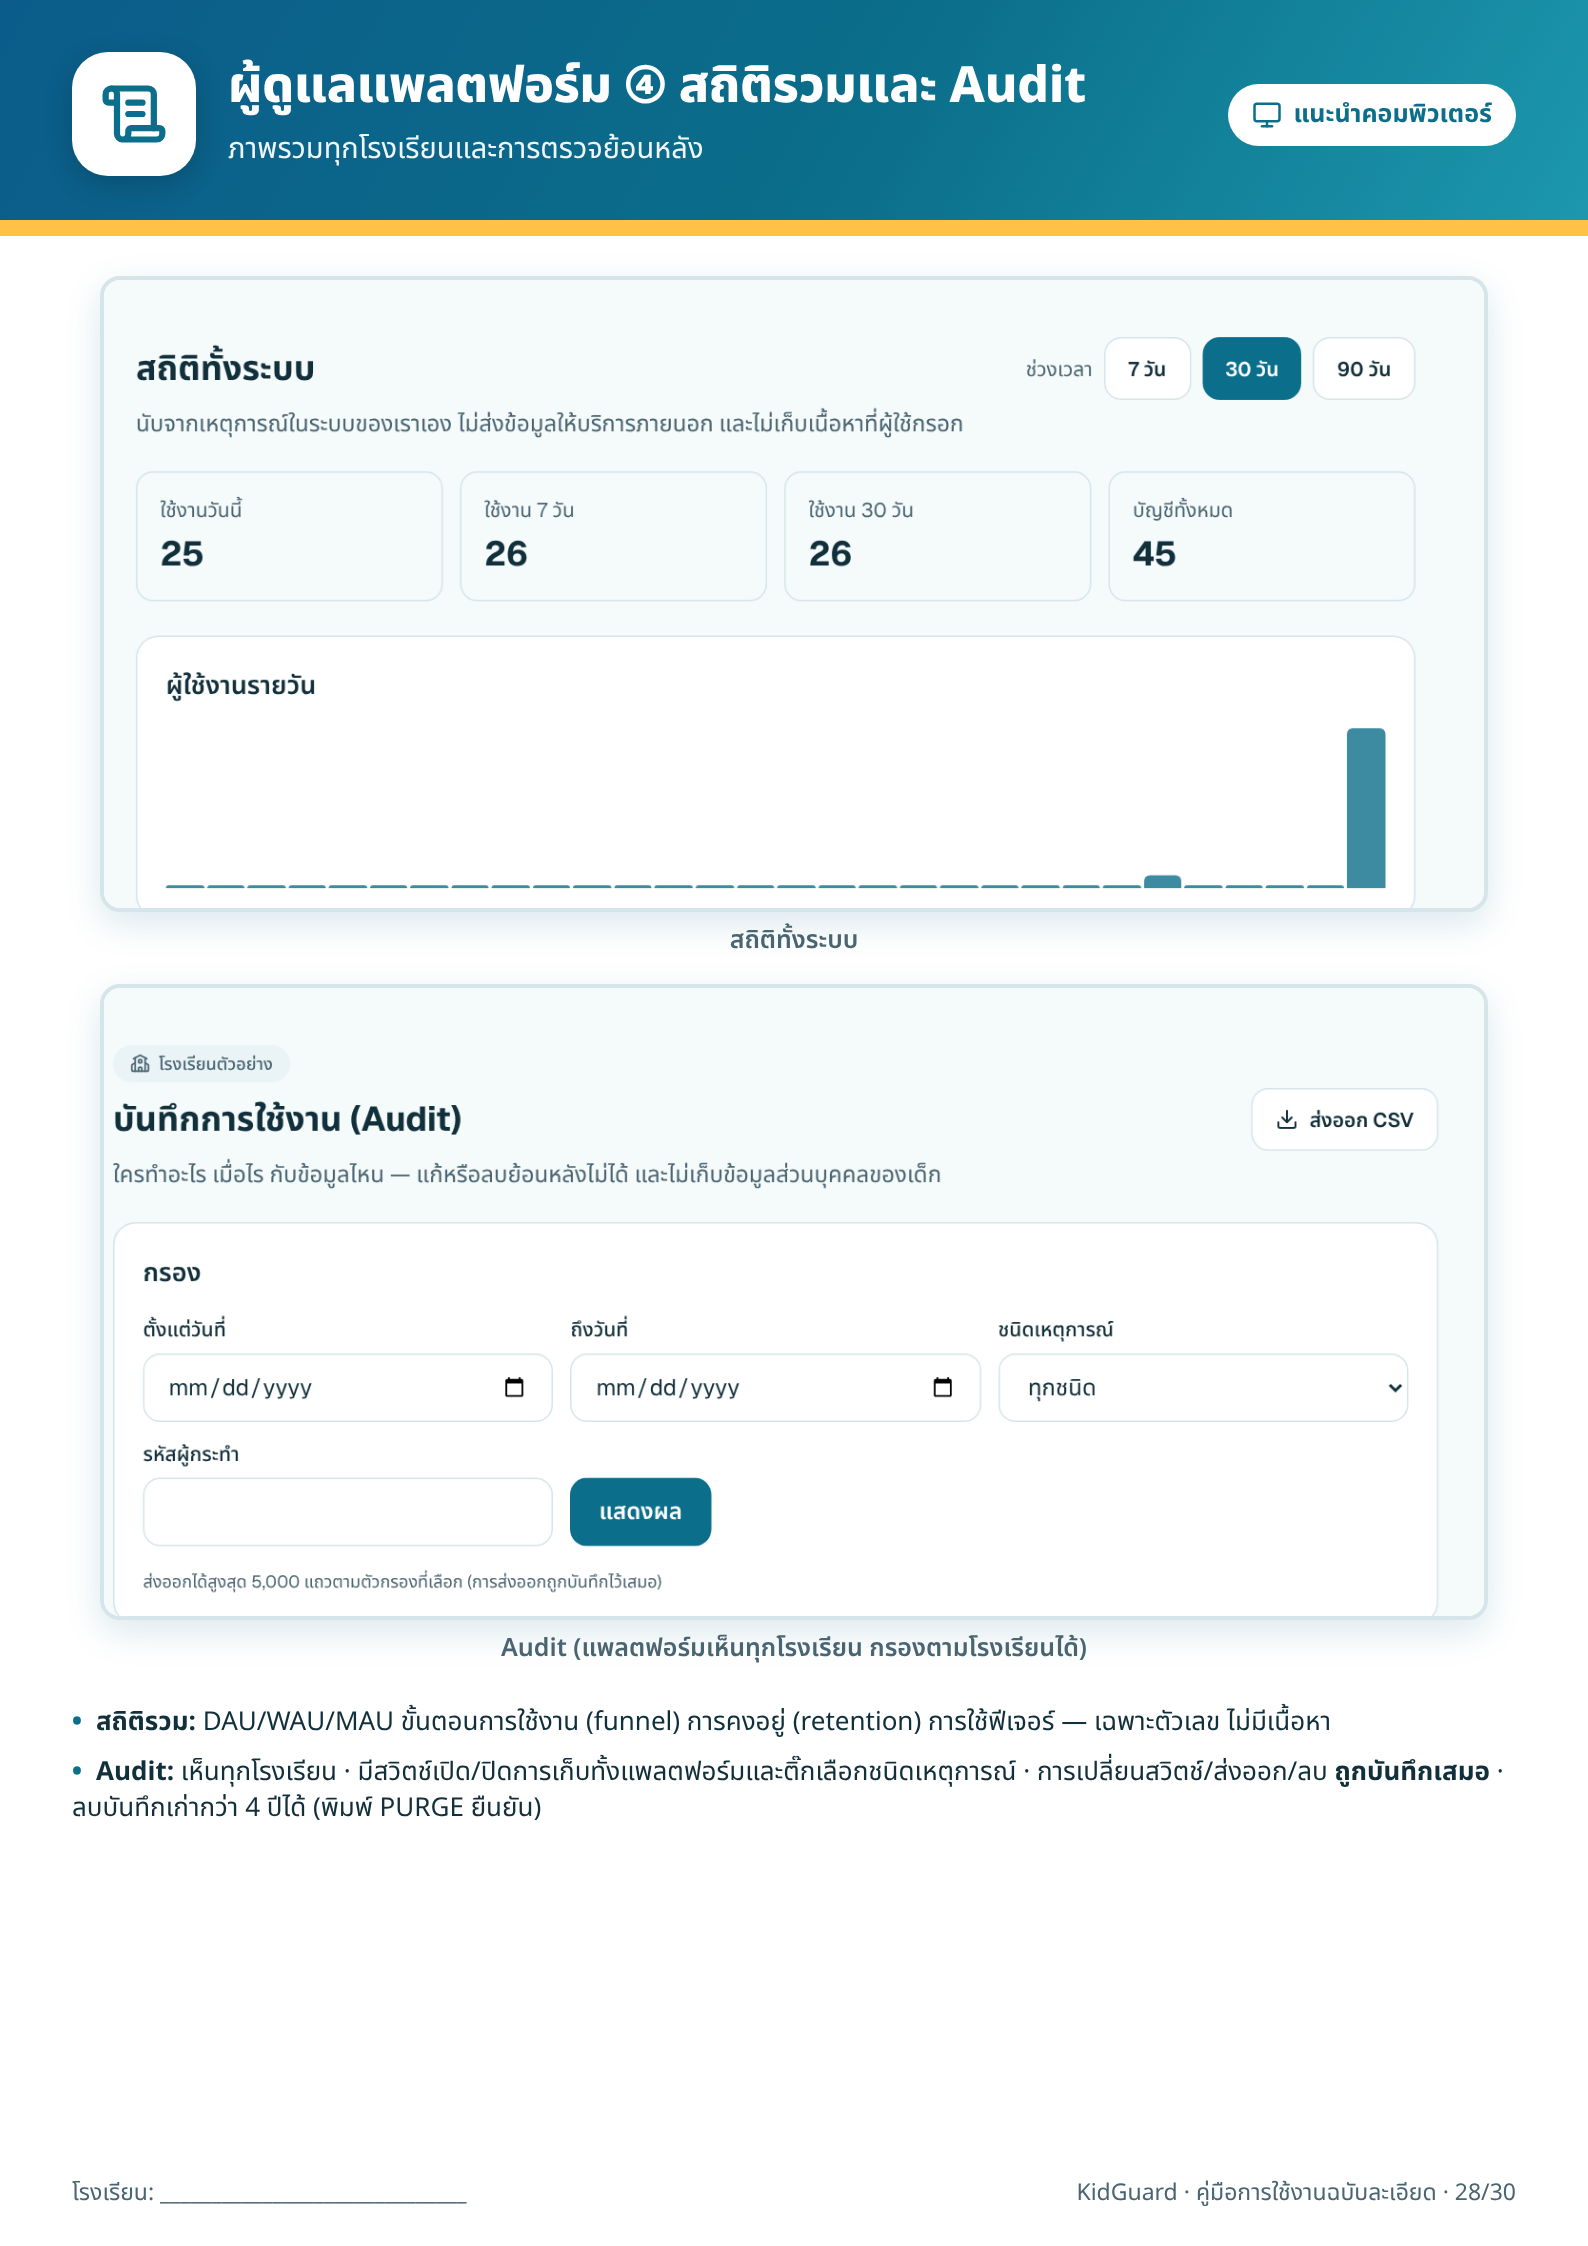 ผู้ดูแลแพลตฟอร์ม ④ สถิติรวมและ Audit
ภาพรวมทุกโรงเรียนและการตรวจย้อนหลัง
แนะนำคอมพิวเตอร์
สถิติทั้งระบบ
ช่วงเวลา 7 วัน 30 วัน 90 วัน
นับจากเหตุการณ์ในระบบของเราเอง ไม่ส่งข้อมูลให้บริการภายนอก และไม่เก็บเนื้อหาที่ผู้ใช้กรอก
ใช้งานวันนี้ ใช้งาน 7 วัน ใช้งาน 30 วัน บัญชีทั้งหมด
25 26 26 45
ผู้ใช้งานรายวัน
สถิติทั้งระบบ
โรงเรียนตัวอย่าง
บันทึกการใช้งาน (Audit)
ส่งออก CSV
ใครทำอะไร เมื่อไร กับข้อมูลไหน — แก้หรือลบย้อนหลังไม่ได้ และไม่เก็บข้อมูลส่วนบุคคลของเด็ก
กรอง
ตั้งแต่วันที่ ถึงวันที่ ชนิดเหตุการณ์
mm/dd/yyyy mm/dd/yyyy ทุกชนิด
รหัสผู้กระทำ
แสดงผล
ส่งออกได้สูงสุด 5,000 แถวตามตัวกรองที่เลือก (การส่งออกถูกบันทึกไว้เสมอ)
Audit (แพลตฟอร์มเห็นทุกโรงเรียน กรองตามโรงเรียนได้)
• สถิติรวม: DAU/WAU/MAU ขั้นตอนการใช้งาน (funnel) การคงอยู่ (retention) การใช้ฟีเจอร์ — เฉพาะตัวเลข ไม่มีเนื้อหา
• Audit: เห็นทุกโรงเรียน · มีสวิตช์เปิด/ปิดการเก็บทั้งแพลตฟอร์มและติ๊กเลือกชนิดเหตุการณ์ · การเปลี่ยนสวิตช์/ส่งออก/ลบ ถูกบันทึกเสมอ ·
ลบบันทึกเก่ากว่า 4 ปีได้ (พิมพ์ PURGE ยืนยัน)
โรงเรียน: ____________________________
KidGuard · คู่มือการใช้งานฉบับละเอียด · 28/30